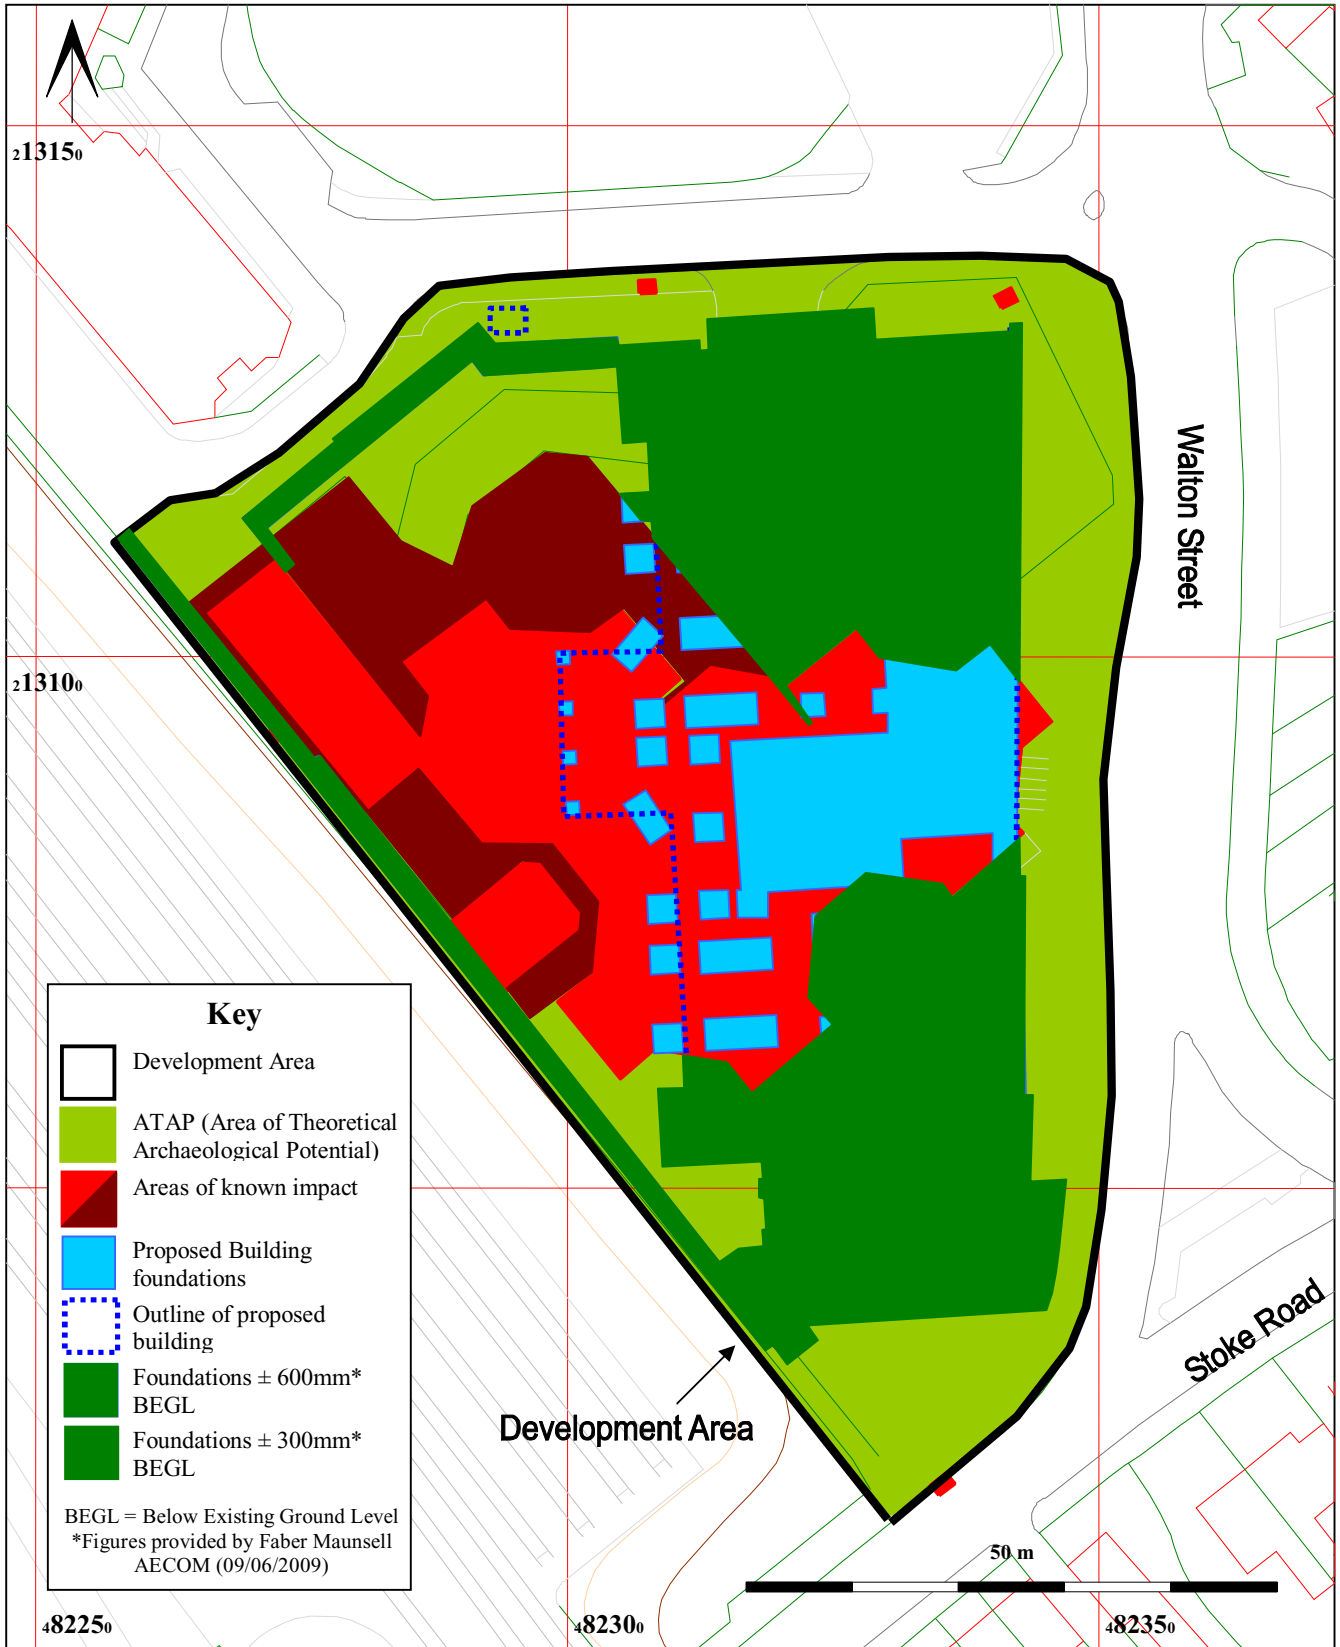 213150
Walton Street
213100
Key
Development Area
ATAP (Area of Theoretical
Archaeological Potential)
Areas of known impact
Proposed Building
foundations
Outline of proposed
building
Foundations ± 600mm*
BEGL
Foundations ± 300mm*
BEGL
BEGL = Below Existing Ground Level
*Figures provided by Faber Maunsell
AECOM (09/06/2009)
Stoke Road
Development Area
50 m
482250
482300
482350